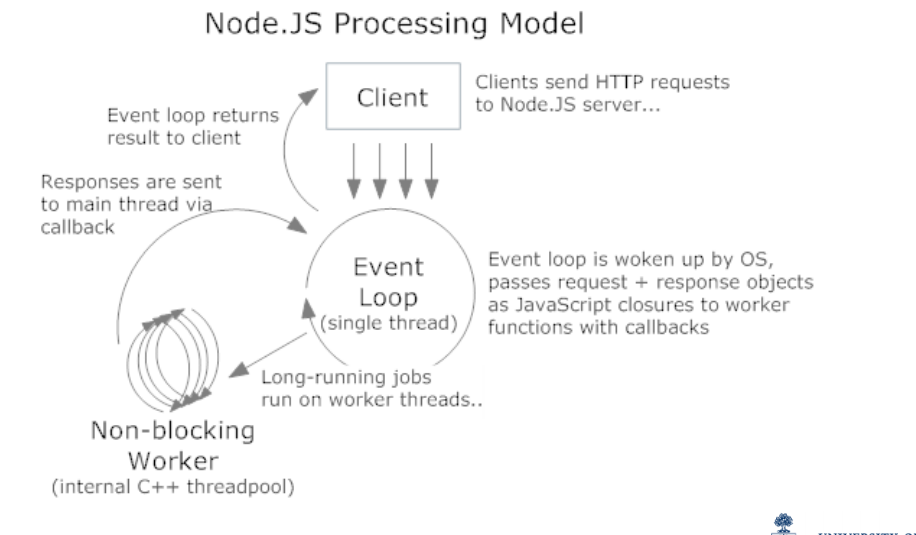 Node.JS Processing Model
Client
Clients send HTTP requests
to Node.JS server...
Event loop returns
result to client
Responses are sent
to main thread via
callback
Event
Loop
(single thread)
Event loop is woken up by OS,
passes request + response objects
as JavaScript closures to worker
functions with callbacks
Long-running jobs
run on worker threads..
Non-blocking
Worker
(internal C++ threadpool)